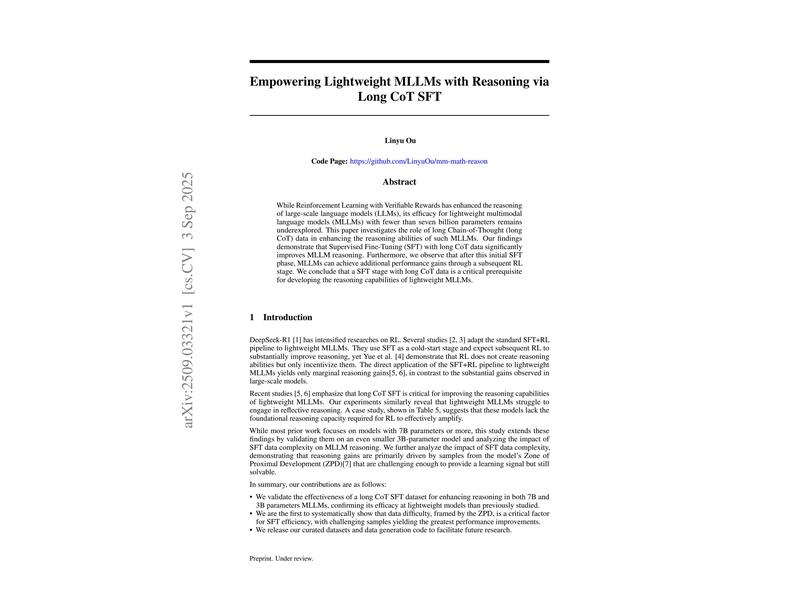 arXiv:2509.03321v1 [cs.CV] 3 Sep 2025
Empowering Lightweight MLLMs with Reasoning via
Long CoT SFT
Linyu Ou
Code Page: https://github.com/LinyuOu/mm-math-reason
Abstract
While Reinforcement Learning with Verifiable Rewards has enhanced the reasoning
of large-scale language models (LLMs), its efficacy for lightweight multimodal
language models (MLLMs) with fewer than seven billion parameters remains
underexplored. This paper investigates the role of long Chain-of-Thought (long
CoT) data in enhancing the reasoning abilities of such MLLMs. Our findings
demonstrate that Supervised Fine-Tuning (SFT) with long CoT data significantly
improves MLLM reasoning. Furthermore, we observe that after this initial SFT
phase, MLLMs can achieve additional performance gains through a subsequent RL
stage. We conclude that a SFT stage with long CoT data is a critical prerequisite
for developing the reasoning capabilities of lightweight MLLMs.
1 Introduction
DeepSeek-R1 [1] has intensified researches on RL. Several studies [2, 3] adapt the standard SFT+RL
pipeline to lightweight MLLMs. They use SFT as a cold-start stage and expect subsequent RL to
substantially improve reasoning, yet Yue et al. [4] demonstrate that RL does not create reasoning
abilities but only incentivize them. The direct application of the SFT+RL pipeline to lightweight
MLLMs yields only marginal reasoning gains[5, 6], in contrast to the substantial gains observed in
large-scale models.
Recent studies [5, 6] emphasize that long CoT SFT is critical for improving the reasoning capabilities
of lightweight MLLMs. Our experiments similarly reveal that lightweight MLLMs struggle to
engage in reflective reasoning. A case study, shown in Table 5, suggests that these models lack the
foundational reasoning capacity required for RL to effectively amplify.
While most prior work focuses on models with 7B parameters or more, this study extends these
findings by validating them on an even smaller 3B-parameter model and analyzing the impact of
SFT data complexity on MLLM reasoning. We further analyze the impact of SFT data complexity,
demonstrating that reasoning gains are primarily driven by samples from the model's Zone of
Proximal Development (ZPD)[7] that are challenging enough to provide a learning signal but still
solvable.
In summary, our contributions are as follows:
• We validate the effectiveness of a long CoT SFT dataset for enhancing reasoning in both 7B and
3B parameters MLLMs, confirming its efficacy at lightweight models than previously studied.
• We are the first to systematically show that data difficulty, framed by the ZPD, is a critical factor
for SFT efficiency, with challenging samples yielding the greatest performance improvements.
• We release our curated datasets and data generation code to facilitate future research.
Preprint. Under review.